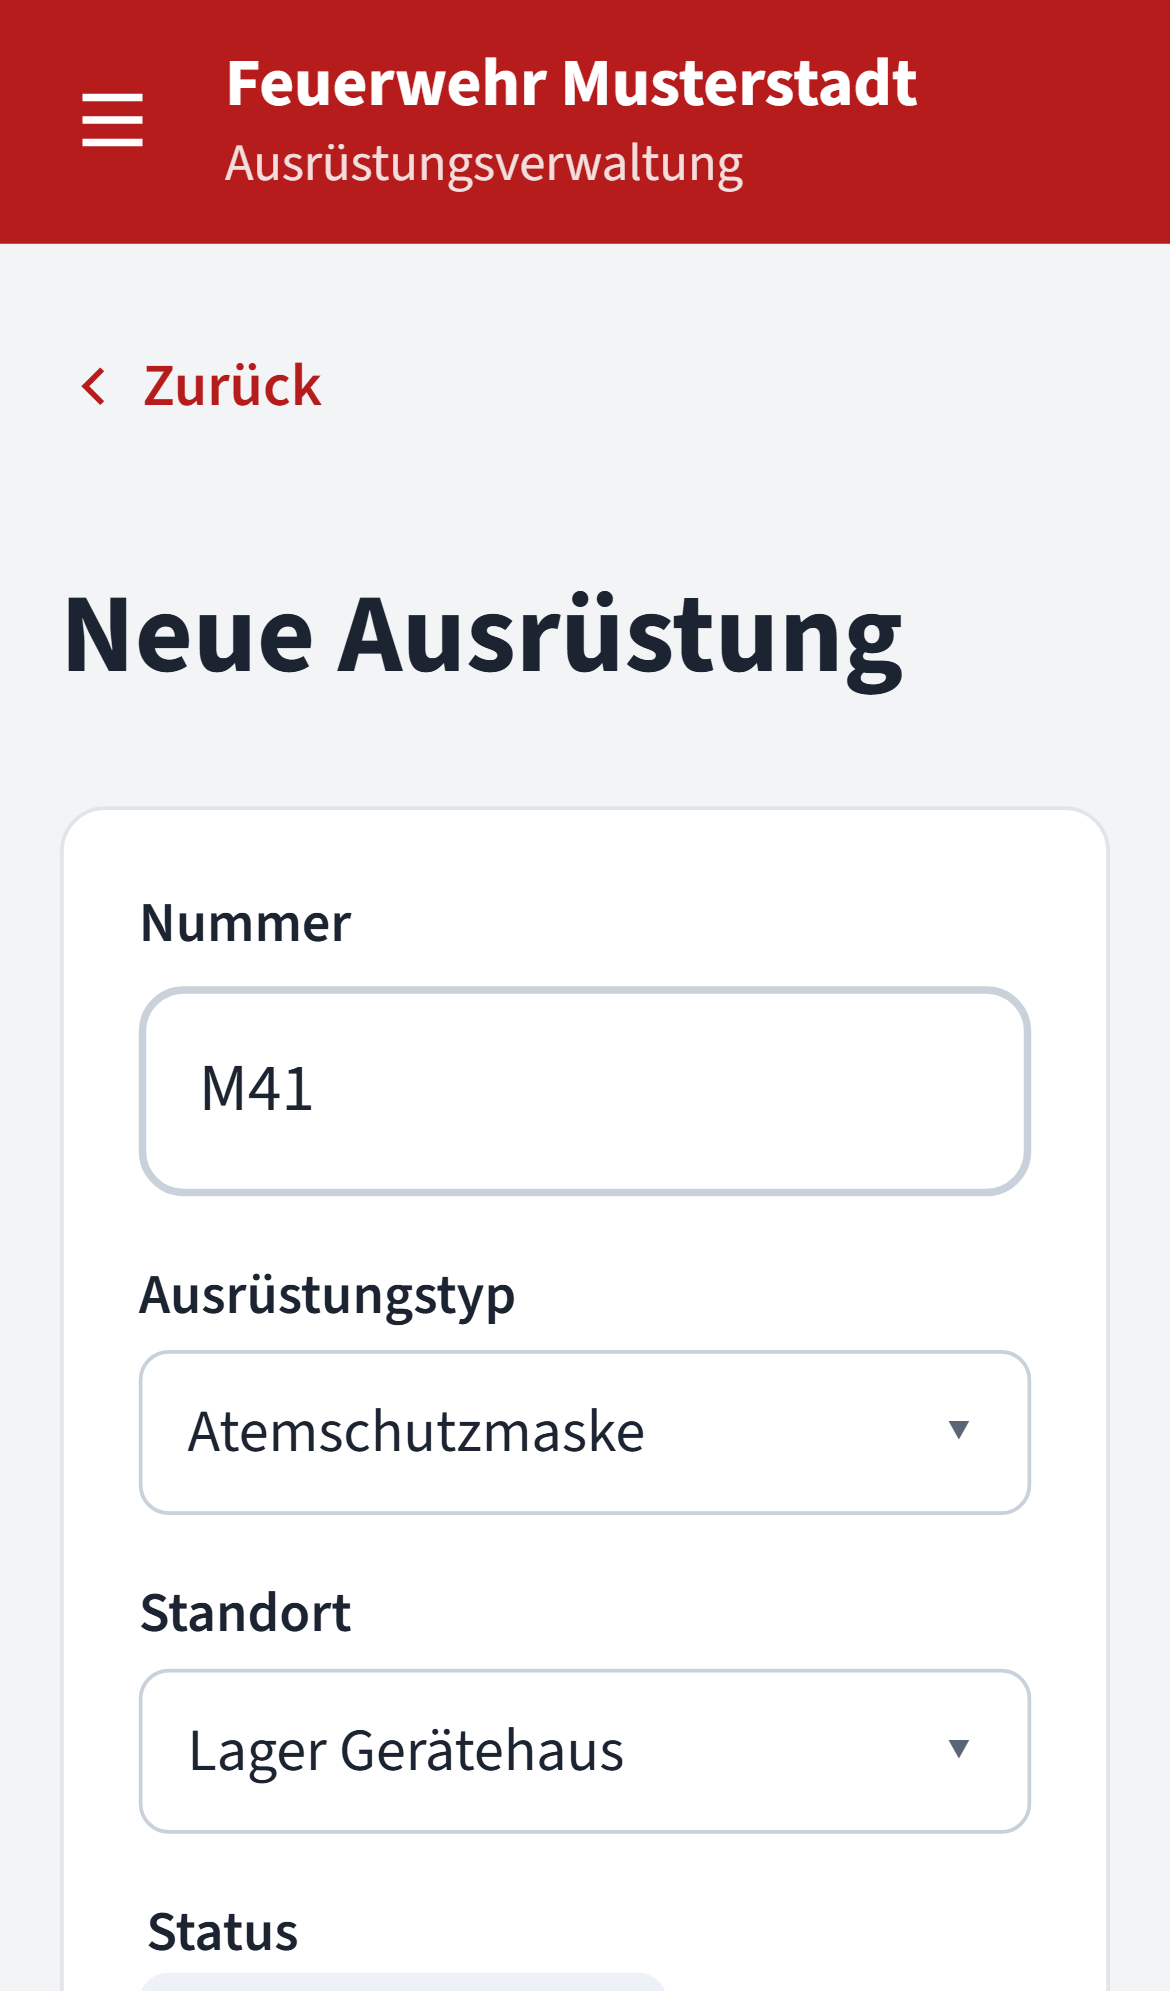 Feuerwehr Musterstadt
Ausrüstungsverwaltung
Zurück
Neue Ausrüstung
Nummer
M41
Ausrüstungstyp
Atemschutzmaske
Standort
Lager Gerätehaus
Status